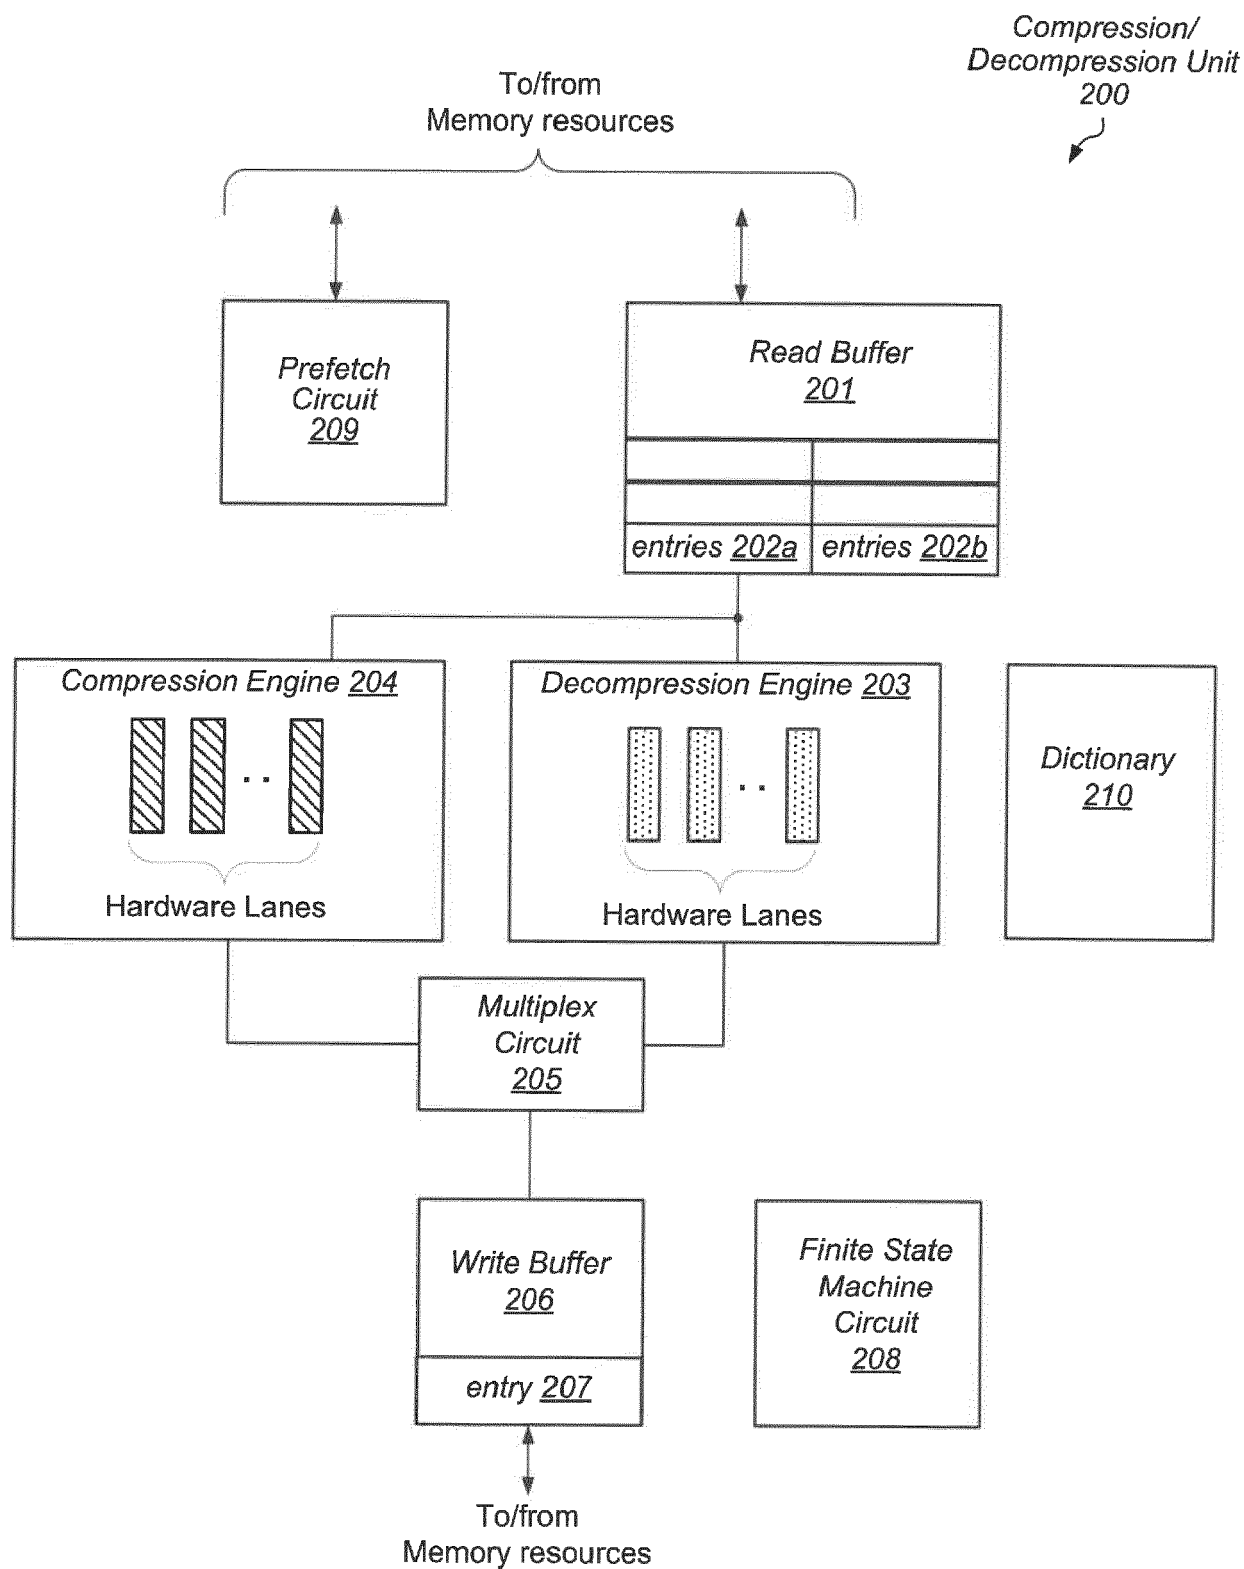 Compression/
Decompression Unit
200
To/from
Memory resources
Prefetch
Circuit
209
Read Buffer
201
entries 202a
entries 202b
Compression Engine 204
Hardware Lanes
Decompression Engine 203
Hardware Lanes
Dictionary
210
Multiplex
Circuit
205
Write Buffer
206
entry 207
Finite State
Machine
Circuit
208
To/from
Memory resources